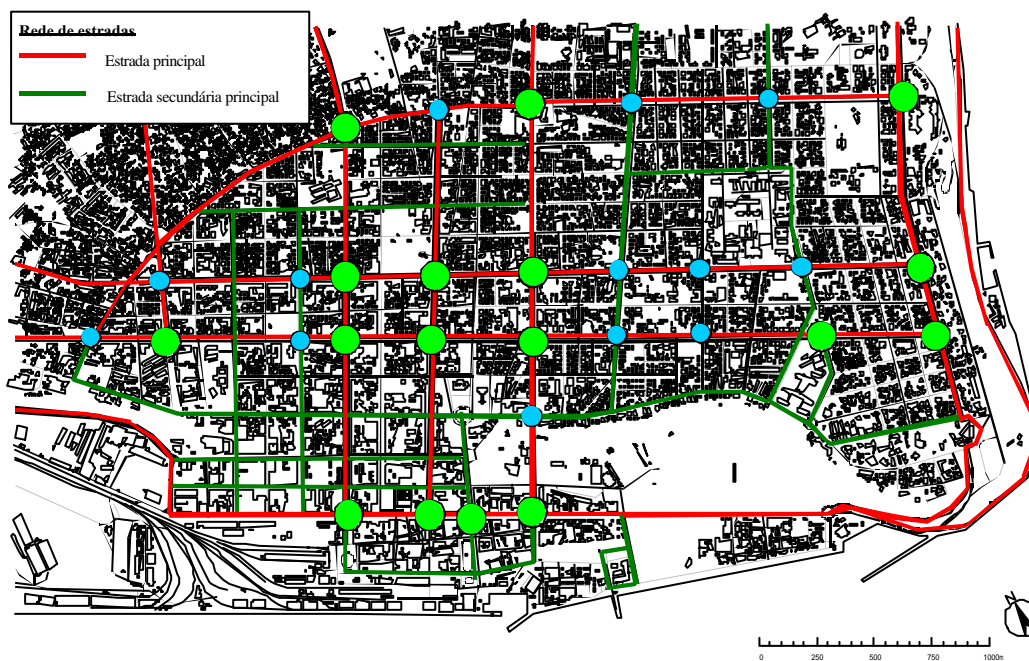 Rede de estradas
Estrada principal
Estrada secundária principal
N
0 250 500 750 1000m